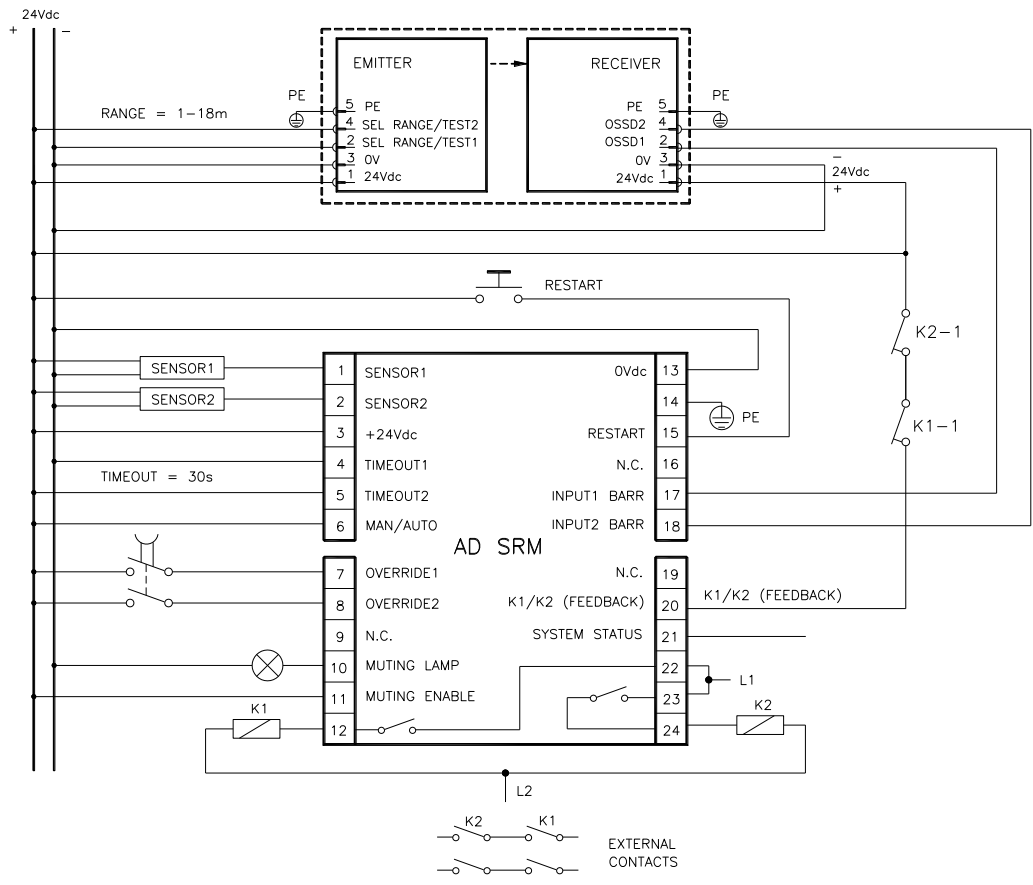 24Vdc
+ −
EMITTER
RECEIVER
RANGE = 1-18m
PE
5 PE
4 SEL RANGE/TEST2
2 SEL RANGE/TEST1
3 0V
1 24Vdc
PE 5
OSSD2 4
OSSD1 2
0V 3
24Vdc 1
PE
−
24Vdc
+
RESTART
K2-1
K1-1
SENSOR1
SENSOR2
TIMEOUT = 30s
1 SENSOR1
2 SENSOR2
3 +24Vdc
4 TIMEOUT1
5 TIMEOUT2
6 MAN/AUTO
0Vdc 13
14 PE
RESTART 15
N.C. 16
INPUT1 BARR 17
INPUT2 BARR 18
AD SRM
7 OVERRIDE1
8 OVERRIDE2
9 N.C.
10 MUTING LAMP
11 MUTING ENABLE
12
N.C. 19
K1/K2 (FEEDBACK) 20 K1/K2 (FEEDBACK)
SYSTEM STATUS 21
22
23
24
L1
K1
K2
L2
K2 K1
EXTERNAL
CONTACTS